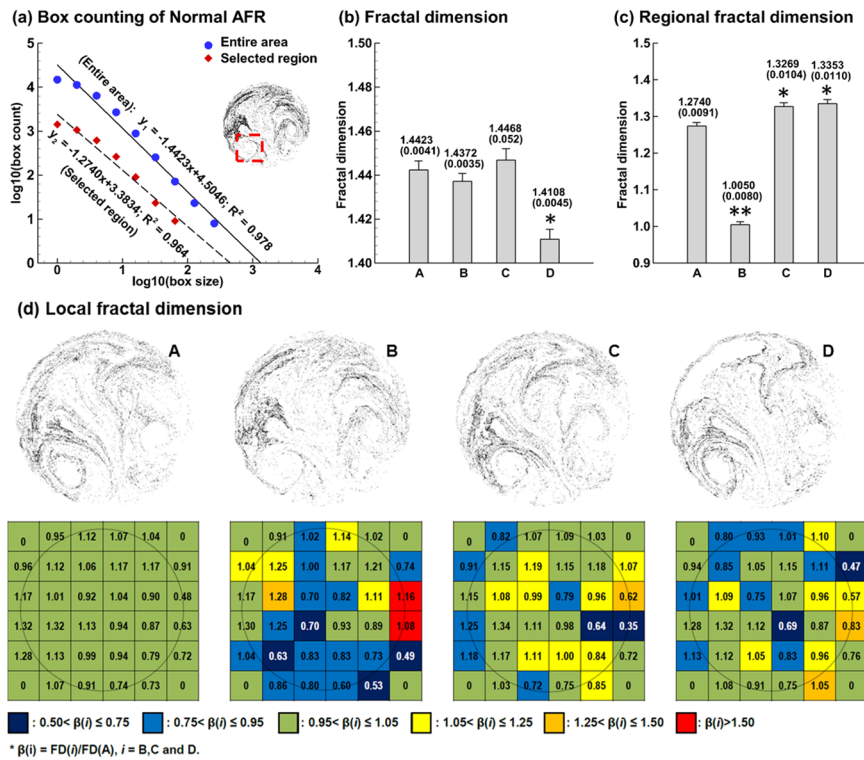 (a) Box counting of Normal AFR
log10(box count)
5
4
3
2
1
0
0 1 2 3 4
log10(box size)
Entire area
Selected region
(Entire area): y1 = -1.4423x+4.5046; R² = 0.978
y2 = -1.2740x+3.3834; R² = 0.964
(Selected region)
(b) Fractal dimension
Fractal dimension
1.50
1.48
1.46
1.44
1.42
1.40
1.4423
(0.0041)
1.4372
(0.0035)
1.4468
(0.052)
1.4108
(0.0045)
*
A B C D
(c) Regional fractal dimension
Fractal dimension
1.5
1.4
1.3
1.2
1.1
1.0
0.9
1.2740
(0.0091)
1.0050
(0.0080)
**
1.3269
(0.0104)
*
1.3353
(0.0110)
*
A B C D
(d) Local fractal dimension
A B C D
0 0.95 1.12 1.07 1.04 0
0.96 1.12 1.06 1.17 1.17 0.91
1.17 1.01 0.92 1.04 0.90 0.48
1.32 1.32 1.13 0.94 0.87 0.63
1.28 1.13 0.99 0.94 0.79 0.72
0 1.07 0.91 0.74 0.73 0
0 0.91 1.02 1.14 1.02 0
1.04 1.25 1.00 1.17 1.21 0.74
1.17 1.28 0.70 0.82 1.11 1.16
1.30 1.25 0.70 0.93 0.89 1.08
1.04 0.63 0.83 0.83 0.73 0.49
0 0.86 0.80 0.60 0.53 0
0 0.82 1.07 1.09 1.03 0
0.91 1.15 1.19 1.15 1.18 1.07
1.15 1.08 0.99 0.79 0.96 0.62
1.25 1.34 1.11 0.98 0.64 0.35
1.18 1.17 1.11 1.00 0.84 0.72
0 1.03 0.72 0.75 0.85 0
0 0.80 0.93 1.01 1.10 0
0.94 0.85 1.05 1.15 1.11 0.47
1.01 1.09 0.75 1.07 0.96 0.57
1.28 1.32 1.12 0.69 0.87 0.83
1.13 1.12 1.05 0.83 0.96 0.76
0 1.08 0.91 0.75 1.05 0
: 0.50< β(i) ≤ 0.75 : 0.75< β(i) ≤ 0.95 : 0.95< β(i) ≤ 1.05 : 1.05< β(i) ≤ 1.25 : 1.25< β(i) ≤ 1.50 : β(i)>1.50
* β(i) = FD(i)/FD(A), i = B,C and D.